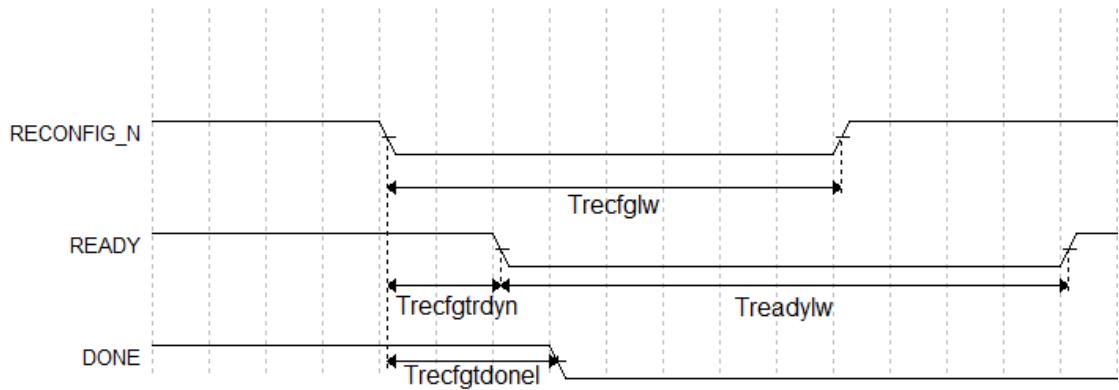 RECONFIG_N
Trecfglw
READY
Trecfgtrdyn
Treadylw
DONE
Trecfgtdonel